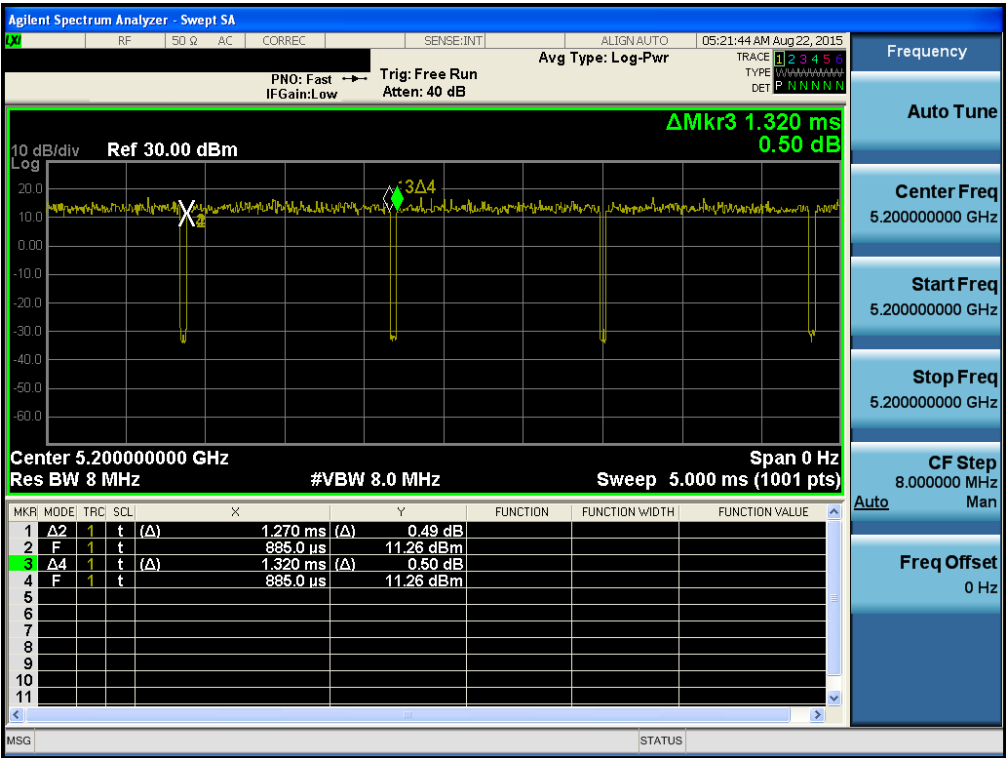 Agilent Spectrum Analyzer - Swept SA
LXI RF 50 Ω AC CORREC SENSE:INT ALIGN AUTO 05:21:44 AM Aug 22, 2015
Frequency
PNO: Fast
IFGain:Low
Trig: Free Run
Atten: 40 dB
Avg Type: Log-Pwr
TRACE 1 2 3 4 5 6
TYPE
DET P N N N N N
Auto Tune
ΔMkr3 1.320 ms
0.50 dB
10 dB/div Ref 30.00 dBm
Log
20.0
10.0
0.00
-10.0
-20.0
-30.0
-40.0
-50.0
-60.0
3Δ4
Center 5.200000000 GHz Span 0 Hz
Res BW 8 MHz #VBW 8.0 MHz Sweep 5.000 ms (1001 pts)
Center Freq
5.200000000 GHz
Start Freq
5.200000000 GHz
Stop Freq
5.200000000 GHz
CF Step
8.000000 MHz
Auto Man
Freq Offset
0 Hz
MKR MODE TRC SCL X Y FUNCTION FUNCTION WIDTH FUNCTION VALUE
1 Δ2 1 t (Δ) 1.270 ms (Δ) 0.49 dB
2 F 1 t 885.0 µs 11.26 dBm
3 Δ4 1 t (Δ) 1.320 ms (Δ) 0.50 dB
4 F 1 t 885.0 µs 11.26 dBm
5
6
7
8
9
10
11
MSG STATUS